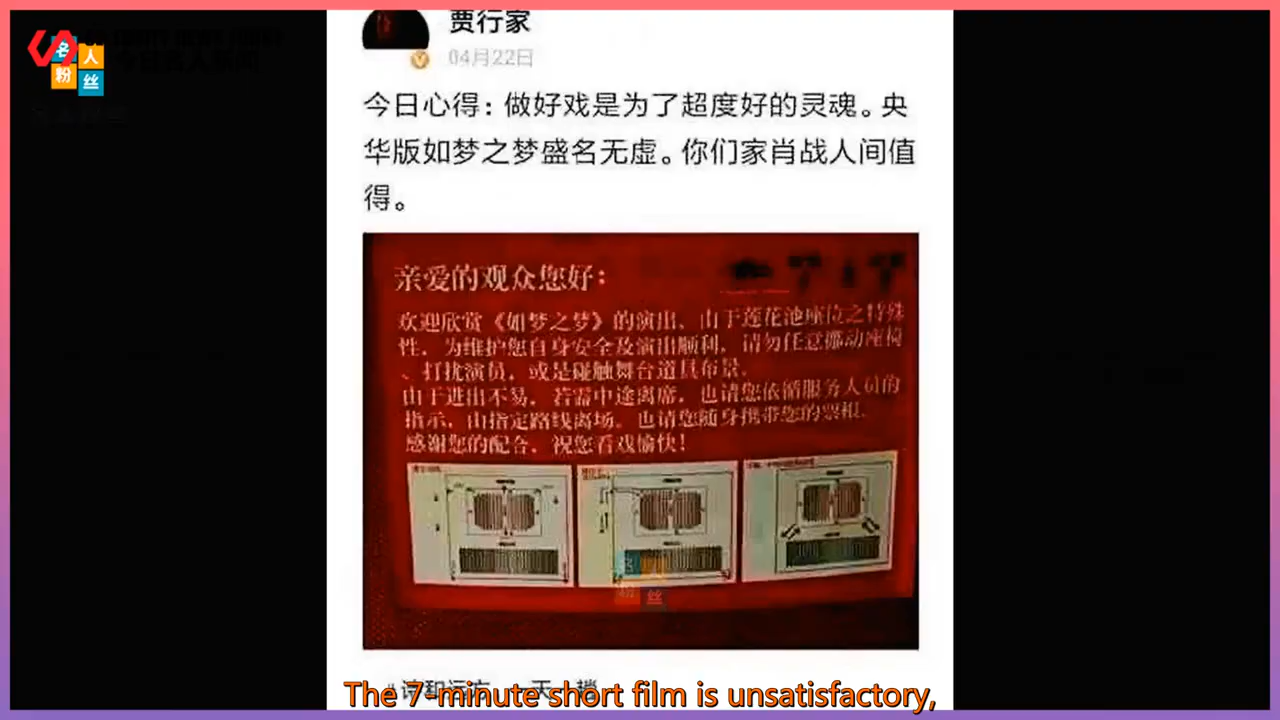 名人
粉丝
贾行家
04月22日
今日心得：做好戏是为了超度好的灵魂。央
华版如梦之梦盛名无虚。你们家肖战人间值
得。
亲爱的观众您好：
欢迎欣赏《如梦之梦》的演出，由于莲花池座位之特殊
性，为维护您自身安全及演出顺利，请勿任意挪动座椅
、打扰演员，或是碰触舞台道具布景。
由于进出不易，若需中途离席，也请您依循服务人员的
指示，由指定路线离场，也请您随身携带您的票根，
感谢您的配合，祝您看戏愉快！
名人
粉丝
The 7-minute short film is unsatisfactory,